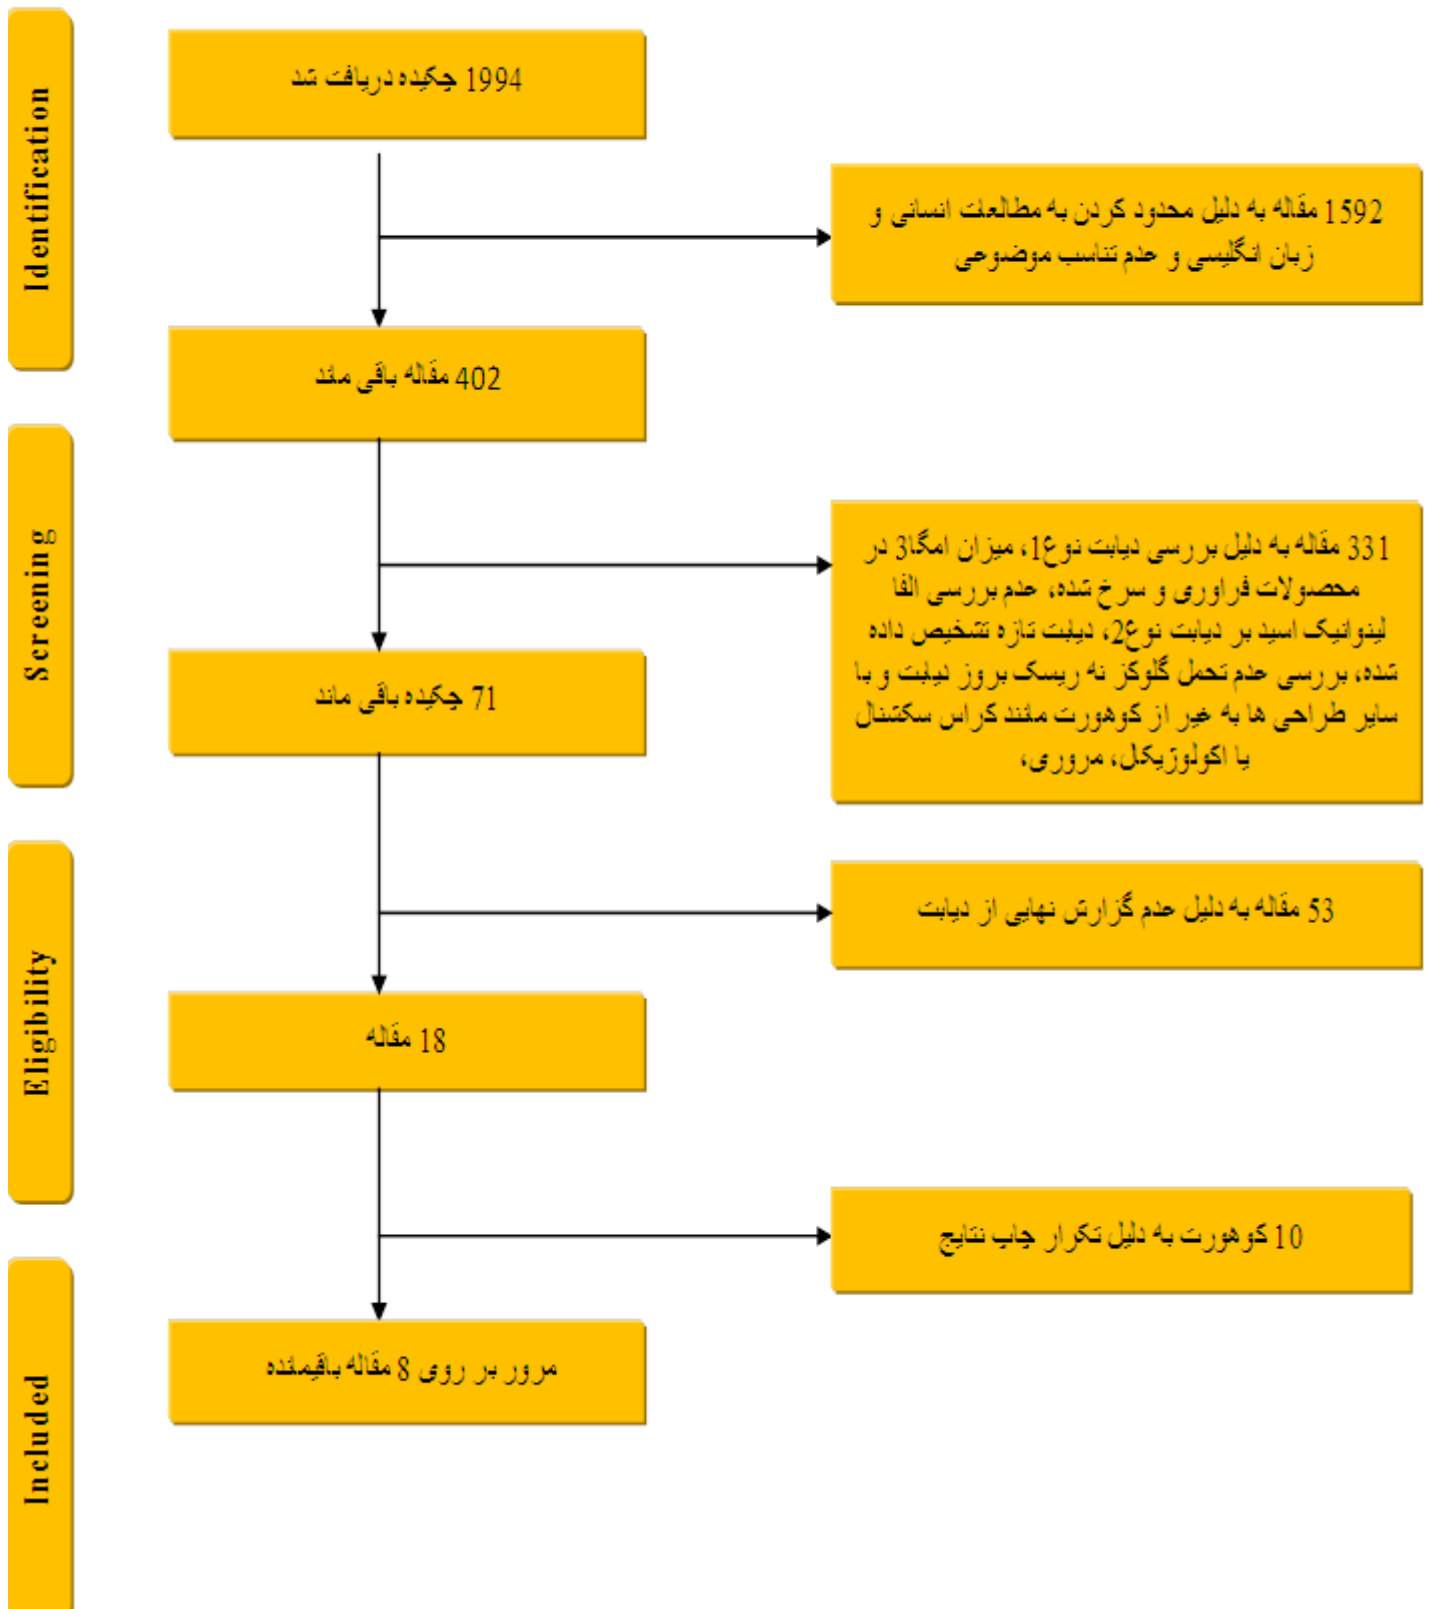 Identification
1994 چکیده دریافت شد
1592 مقاله به دلیل محدود کردن به مطالعات انسانی و
زبان انگلیسی و عدم تناسب موضوعی
402 مقاله باقی ماند
Screening
331 مقاله به دلیل بررسی دیابت نوع1، میزان امگا3 در
محصولات فراوری و سرخ شده، عدم بررسی الفا
لینولنیک اسید بر دیابت نوع2، دیابت تازه تشخیص داده
شده، بررسی عدم تحمل گلوکز نه ریسک بروز دیابت و با
سایر طراحی ها به غیر از کوهورت مانند کراس سکشنال
یا اکولوژیکال، مروری،
71 چکیده باقی ماند
Eligibility
53 مقاله به دلیل عدم گزارش نهایی از دیابت
18 مقاله
10 کوهورت به دلیل تکرار چاپ نتایج
Included
مرور بر روی 8 مقاله باقیمانده